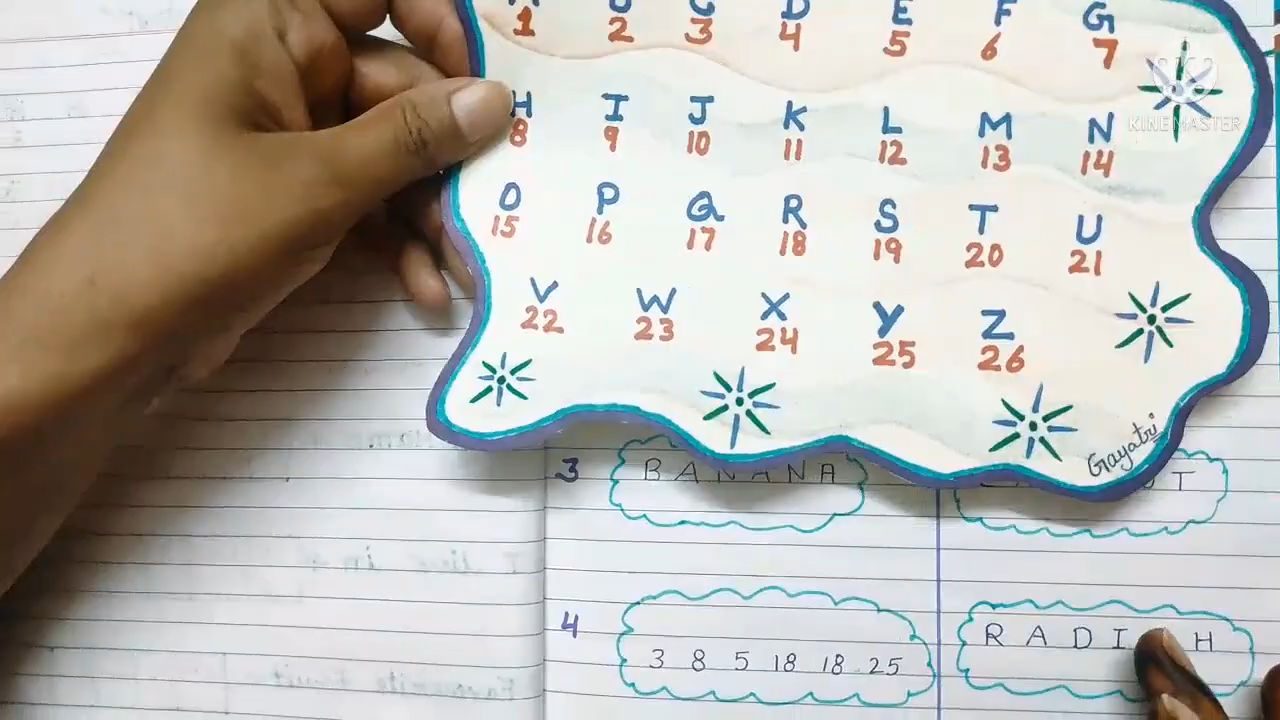 A B C D E F G
1 2 3 4 5 6 7
KINEMASTER
H I J K L M N
8 9 10 11 12 13 14
O P Q R S T U
15 16 17 18 19 20 21
V W X Y Z
22 23 24 25 26
Gayatri
3 BANANA
UT
4 3 8 5 18 18 25
RADI H